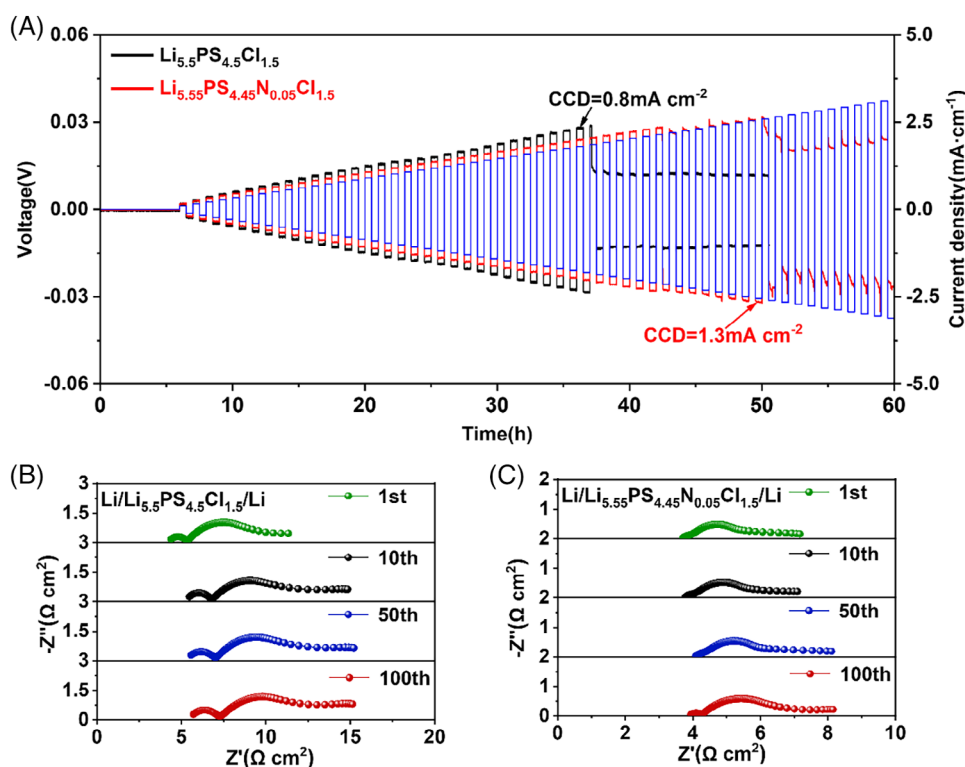 (A)
0.06
0.03
0.00
-0.03
-0.06
Voltage(V)
Li5.5PS4.5Cl1.5
Li5.55PS4.45N0.05Cl1.5
CCD=0.8mA cm-2
CCD=1.3mA cm-2
5.0
2.5
0.0
-2.5
-5.0
Current density(mA·cm-1)
0 10 20 30 40 50 60
Time(h)
(B)
Li/Li5.5PS4.5Cl1.5/Li
1st
10th
50th
100th
3
1.5
3
1.5
3
1.5
3
1.5
0
-Z''(Ω cm2)
0 5 10 15 20
Z'(Ω cm2)
(C)
Li/Li5.55PS4.45N0.05Cl1.5/Li
1st
10th
50th
100th
2
1
2
1
2
1
2
1
0
-Z''(Ω cm2)
0 2 4 6 8 10
Z'(Ω cm2)